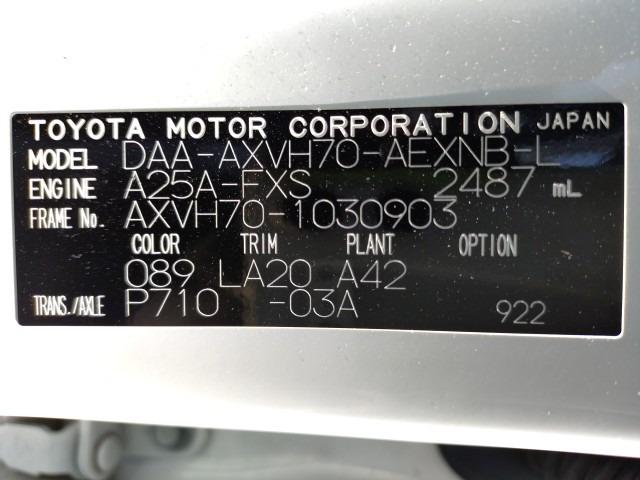 TOYOTA MOTOR CORPORATION JAPAN
MODEL DAA-AXVH70-AEXNB-L
ENGINE A25A-FXS 2487 mL
FRAME No. AXVH70-1030903
COLOR TRIM PLANT OPTION
089 LA20 A42
TRANS./AXLE P710 -03A 922